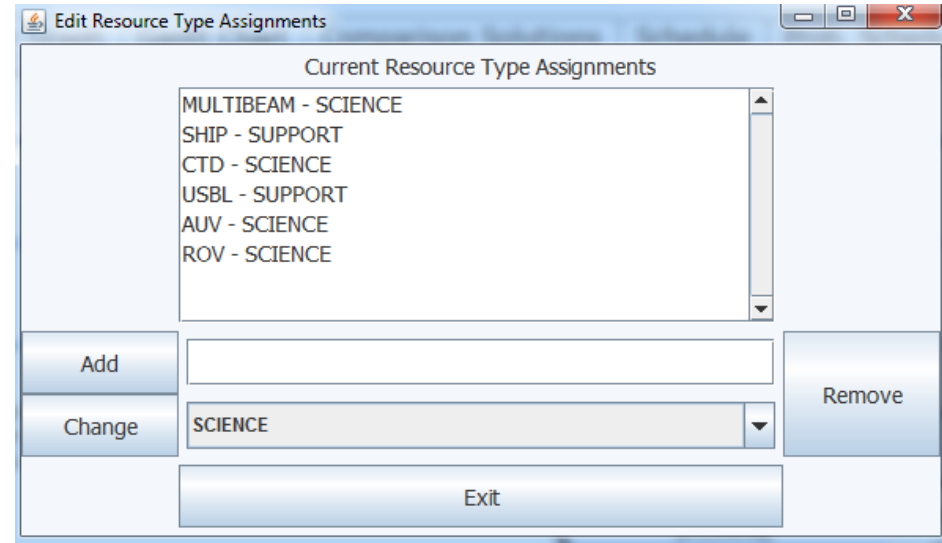 Edit Resource Type Assignments
Current Resource Type Assignments
MULTIBEAM - SCIENCE
SHIP - SUPPORT
CTD - SCIENCE
USBL - SUPPORT
AUV - SCIENCE
ROV - SCIENCE
Add
Remove
Change
SCIENCE
Exit